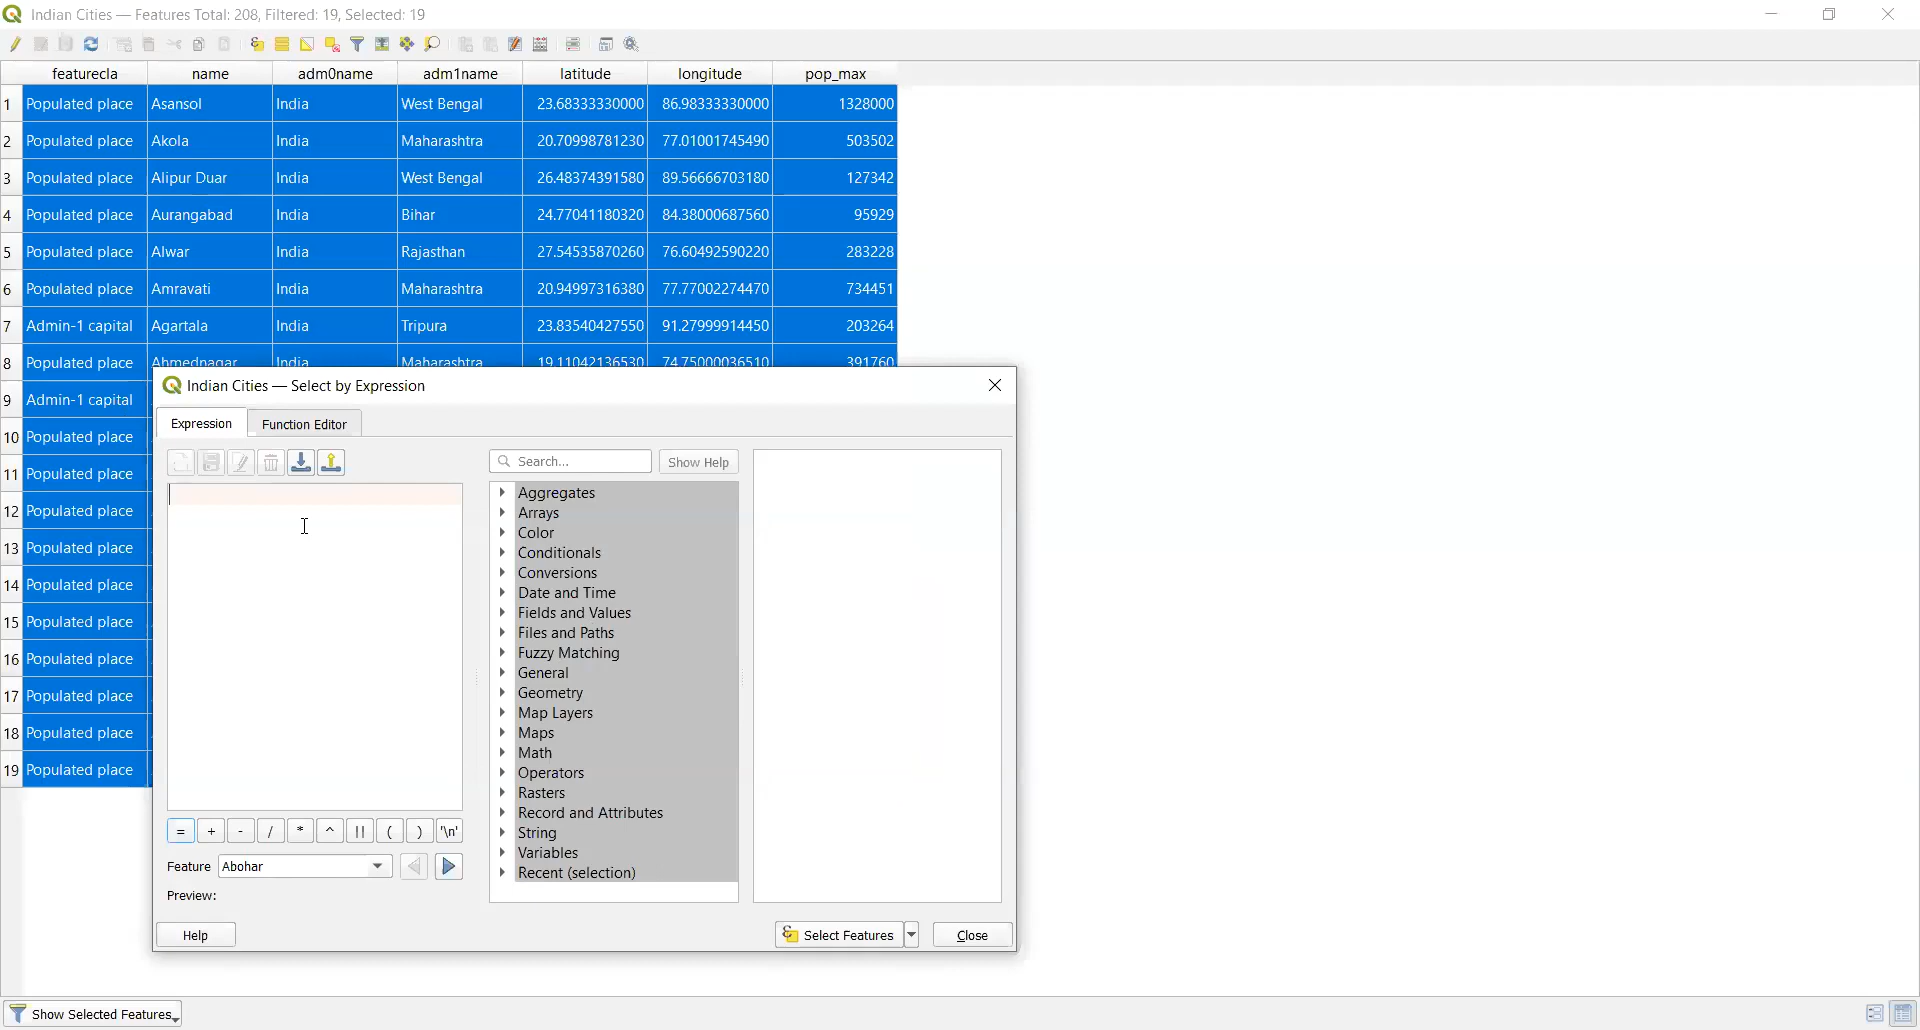 Indian Cities — Features Total: 208, Filtered: 19, Selected: 19
featurecla name adm0name adm1name latitude longitude pop_max
1 Populated place Asansol India West Bengal 23.68333330000 86.98333330000 1328000
2 Populated place Akola India Maharashtra 20.70998781230 77.01001745490 503502
3 Populated place Alipur Duar India West Bengal 26.48374391580 89.56666703180 127342
4 Populated place Aurangabad India Bihar 24.77041180320 84.38000687560 95929
5 Populated place Alwar India Rajasthan 27.54535870260 76.60492590220 283228
6 Populated place Amravati India Maharashtra 20.94997316380 77.77002274470 734451
7 Admin-1 capital Agartala India Tripura 23.83540427550 91.27999914450 203264
8 Populated place Ahmednagar India Maharashtra 19.11042136530 74.75000036510 391760
9 Admin-1 capital
10 Populated place
11 Populated place
12 Populated place
13 Populated place
14 Populated place
15 Populated place
16 Populated place
17 Populated place
18 Populated place
19 Populated place
Indian Cities — Select by Expression
Expression Function Editor
Search... Show Help
Aggregates
Arrays
Color
Conditionals
Conversions
Date and Time
Fields and Values
Files and Paths
Fuzzy Matching
General
Geometry
Map Layers
Maps
Math
Operators
Rasters
Record and Attributes
String
Variables
Recent (selection)
= + - / * ^ || ( ) '\n'
Feature Abohar
Preview:
Help Select Features Close
Show Selected Features